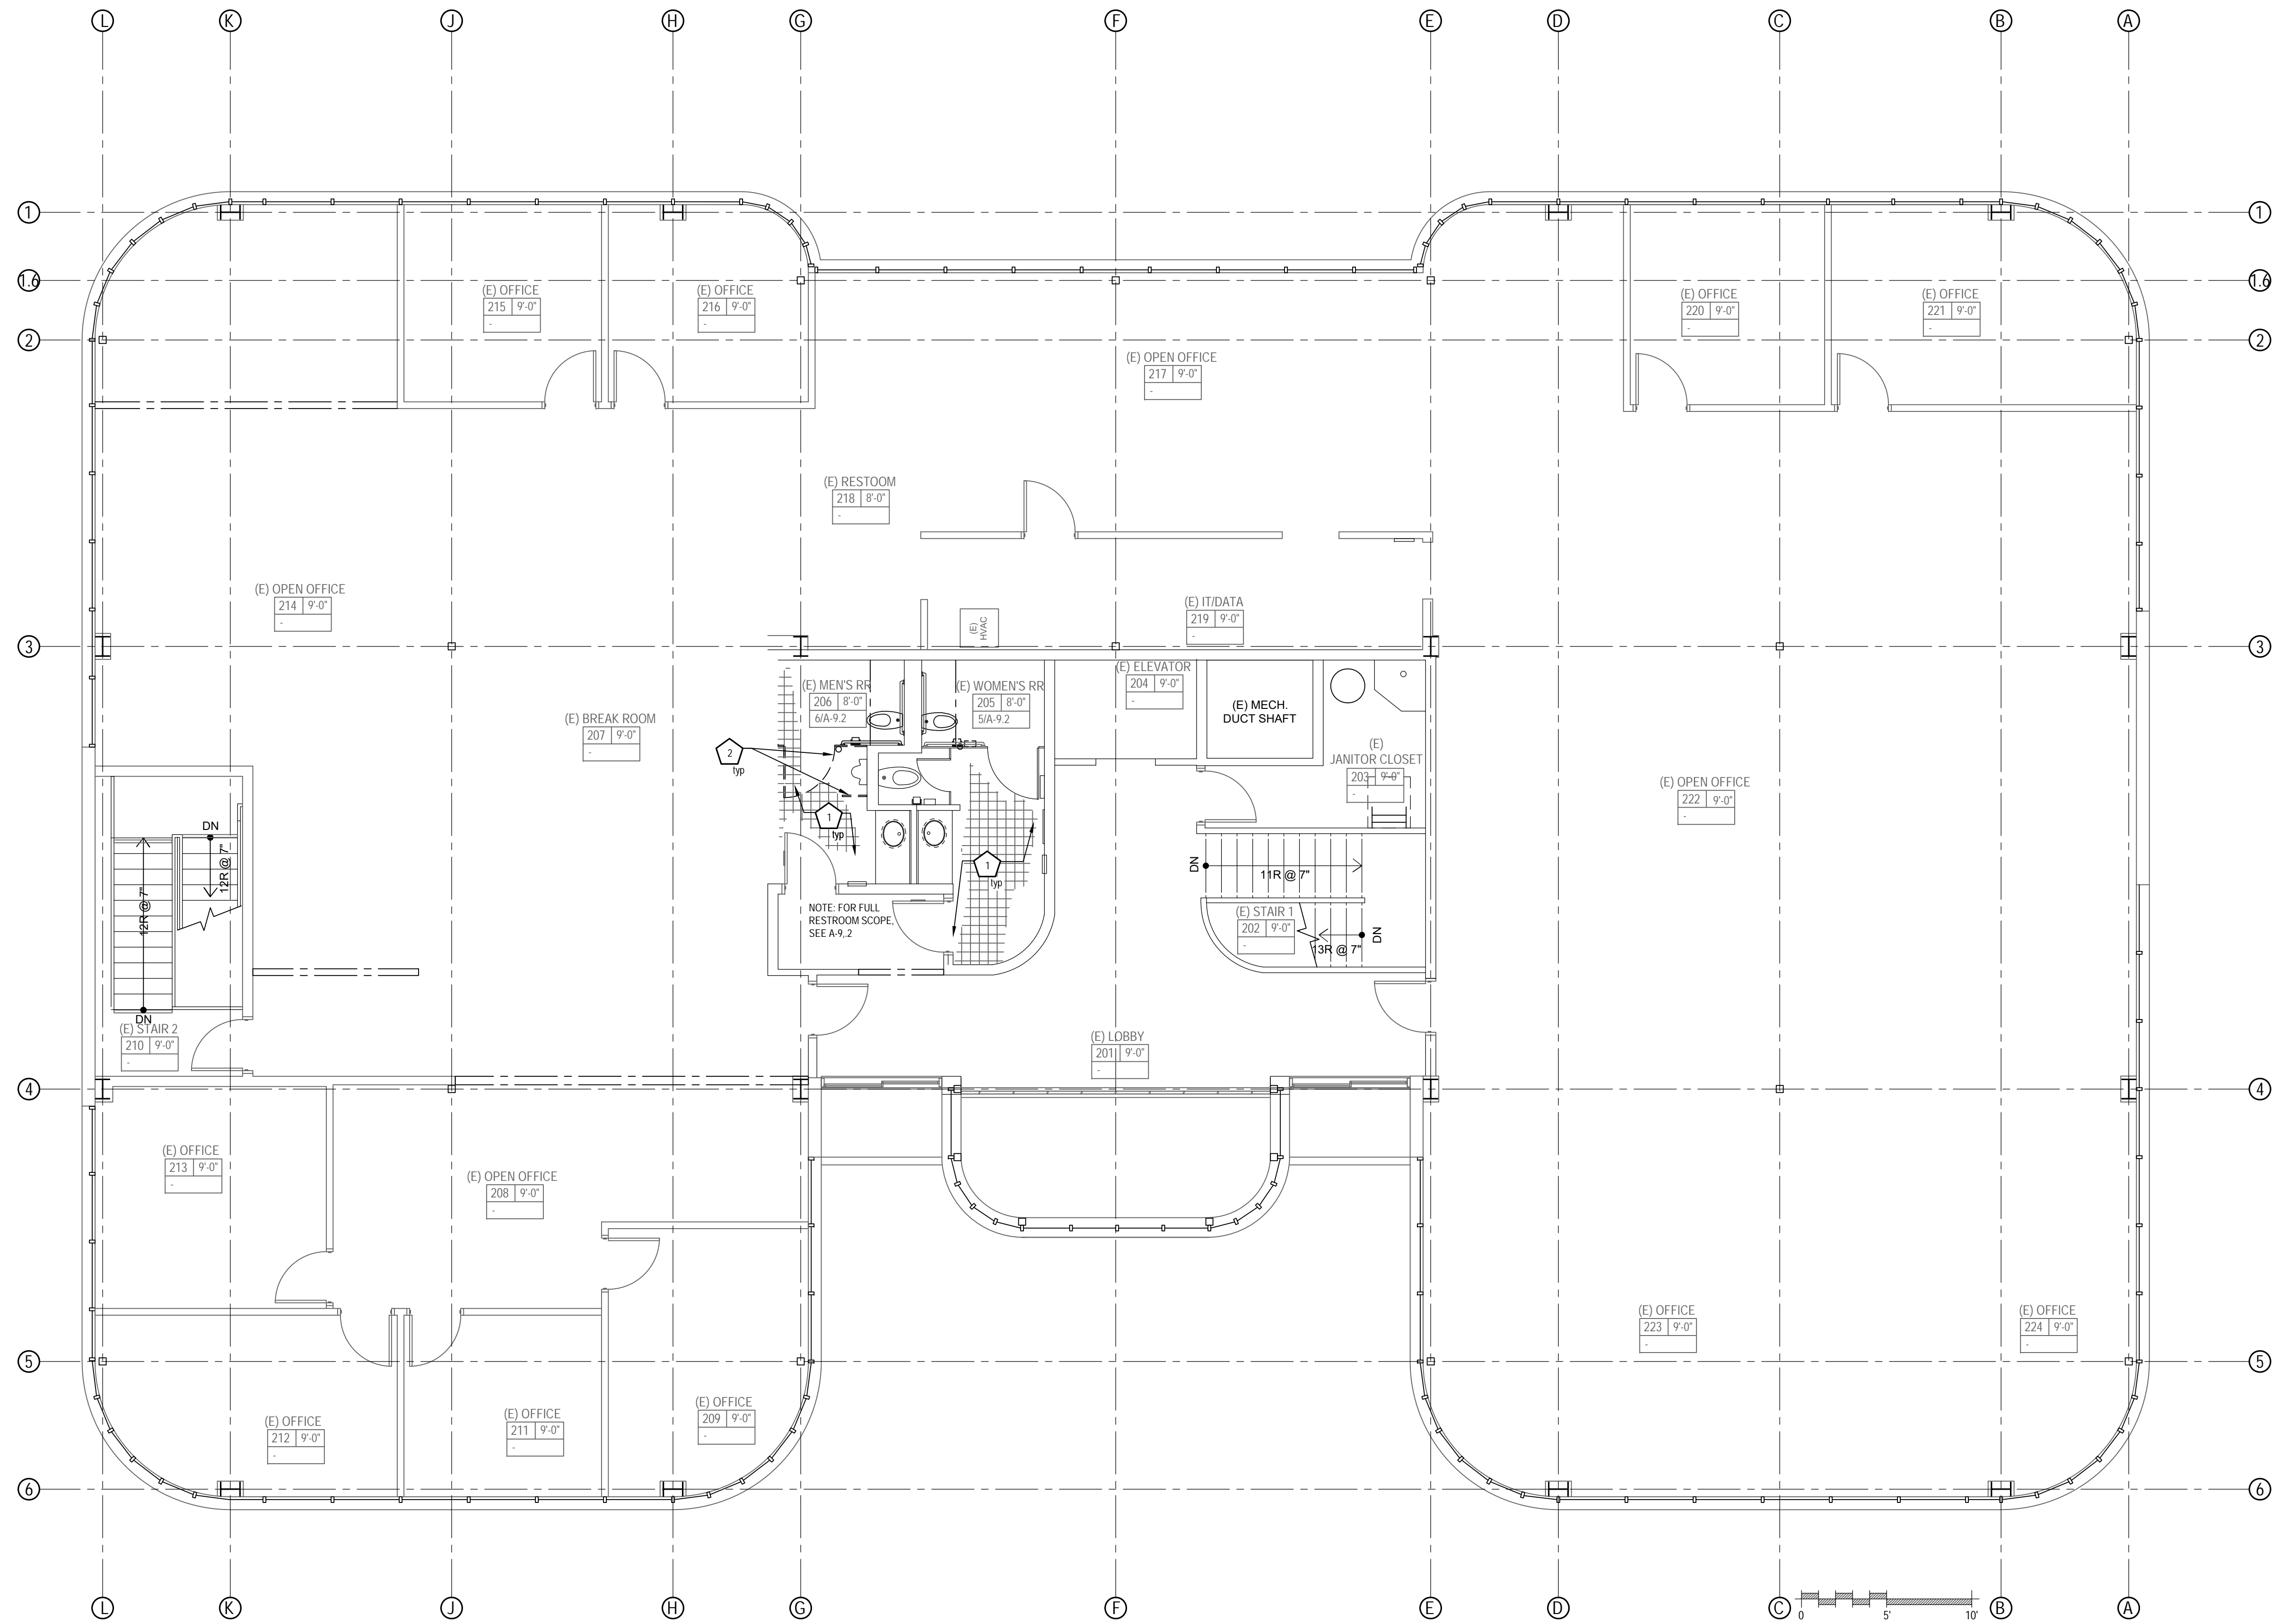 L K J H G F E D C B A
1 1
1.6 1.6
(E) OFFICE
215 9'-0"
-
(E) OFFICE
216 9'-0"
-
(E) OFFICE
220 9'-0"
-
(E) OFFICE
221 9'-0"
-
2 2
(E) OPEN OFFICE
217 9'-0"
-
(E) RESTOOM
218 8'-0"
-
(E) OPEN OFFICE
214 9'-0"
-
(E) IT/DATA
219 9'-0"
-
(E)
HVAC
3 3
(E) MEN'S RR
206 8'-0"
6/A-9.2
(E) WOMEN'S RR
205 8'-0"
5/A-9.2
(E) ELEVATOR
204 9'-0"
-
(E) MECH.
DUCT SHAFT
(E) BREAK ROOM
207 9'-0"
-
2
typ
(E)
JANITOR CLOSET
203 9'-0"
-
(E) OPEN OFFICE
222 9'-0"
-
1
typ
1
typ
DN
12R @ 7"
12R @ 7"
DN
DN
11R @ 7"
NOTE: FOR FULL
RESTROOM SCOPE,
SEE A-9,.2
(E) STAIR 1
202 9'-0"
-
DN
13R @ 7"
(E) STAIR 2
210 9'-0"
-
(E) LOBBY
201 9'-0"
-
4 4
(E) OFFICE
213 9'-0"
-
(E) OPEN OFFICE
208 9'-0"
-
(E) OFFICE
223 9'-0"
-
(E) OFFICE
224 9'-0"
-
5 5
(E) OFFICE
212 9'-0"
-
(E) OFFICE
211 9'-0"
-
(E) OFFICE
209 9'-0"
-
6 6
L K J H G F E D C B A
0 5' 10'